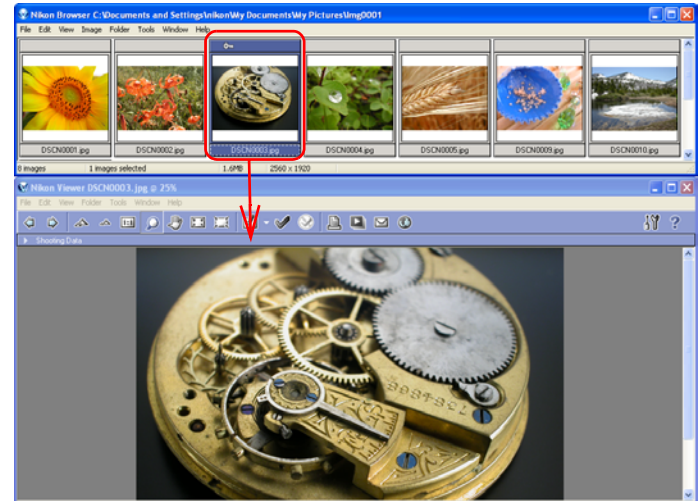 Nikon Browser C:\Documents and Settings\nikon\My Documents\My Pictures\Img0001
File Edit View Image Folder Tools Window Help
DSCN0001.jpg DSCN0002.jpg DSCN0003.jpg DSCN0004.jpg DSCN0005.jpg DSCN0009.jpg DSCN0010.jpg
8 images 1 images selected 1.6MB 2560 x 1920
Nikon Viewer DSCN0003.jpg @ 25%
File Edit View Folder Tools Window Help
Shooting Data